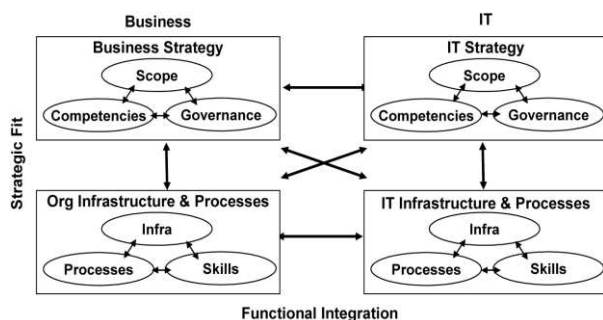 Business IT
Business Strategy
Scope
Competencies Governance
IT Strategy
Scope
Competencies Governance
Strategic Fit
Org Infrastructure & Processes
Infra
Processes Skills
IT Infrastructure & Processes
Infra
Processes Skills
Functional Integration